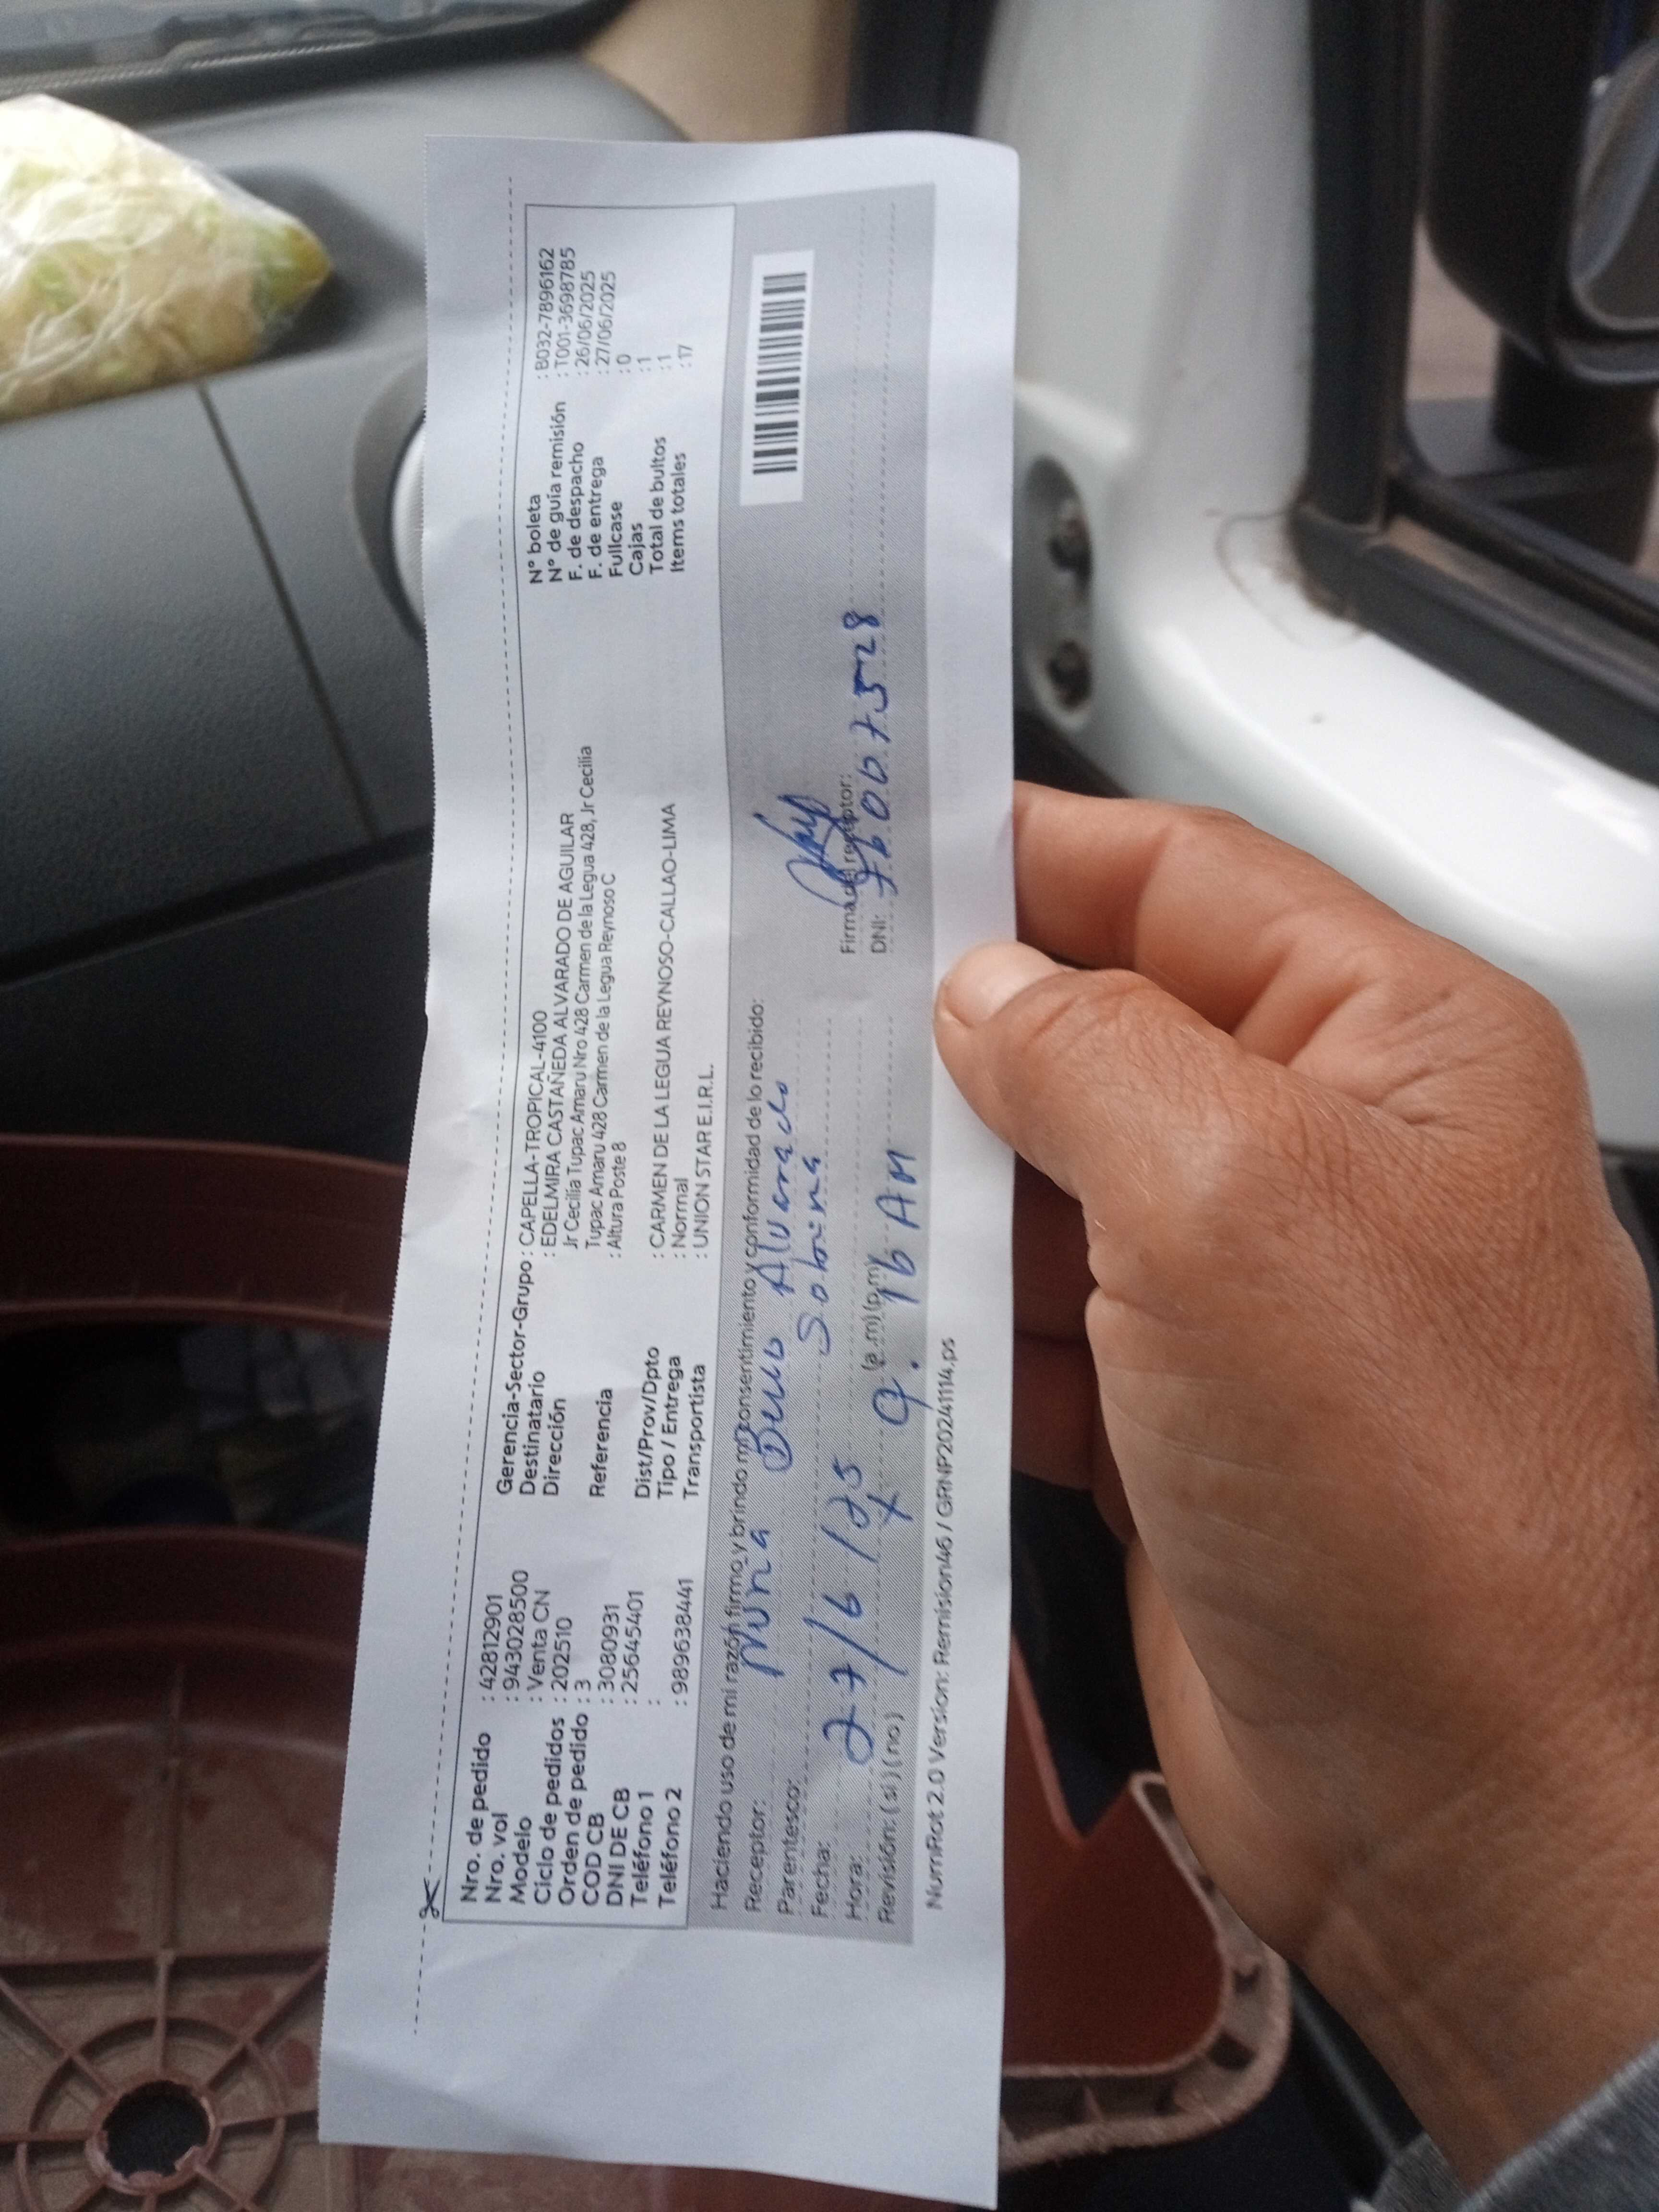 Nro. de pedido : 42812901
Nro. vol : 943028500
Modelo : Venta CN
Ciclo de pedidos : 202510
Orden de pedido : 3
COD CB : 3080931
DNI DE CB : 25645401
Teléfono 1 :
Teléfono 2 : 989638441
Gerencia-Sector-Grupo : CAPELLA-TROPICAL-4100
Destinatario : EDELMIRA CASTAÑEDA ALVARADO DE AGUILAR
Dirección Jr Cecilia Tupac Amaru Nro 428 Carmen de la Legua 428, Jr Cecilia
Tupac Amaru 428 Carmen de la Legua Reynoso C
Referencia : Altura Poste 8
Dist/Prov/Dpto : CARMEN DE LA LEGUA REYNOSO-CALLAO-LIMA
Tipo / Entrega : Normal
Transportista : UNION STAR E.I.R.L.
N° boleta : B032-7896162
N° de guía remisión : T001-3698785
F. de despacho : 26/06/2025
F. de entrega : 27/06/2025
Fullcase : 0
Cajas : 1
Total de bultos : 1
Items totales : 17
Haciendo uso de mi razón firmo y brindo mi consentimiento y conformidad de lo recibido:
Receptor: Alvarado
Parentesco: Sobrina
Fecha: 27/6/25
Hora: (a.m)(p.m) 9:16 AM
Revisión: (si) (no)
Firma del receptor:
DNI: 76007528
NumRot 2.0 Version: Remision46 / GRNP20241114.ps